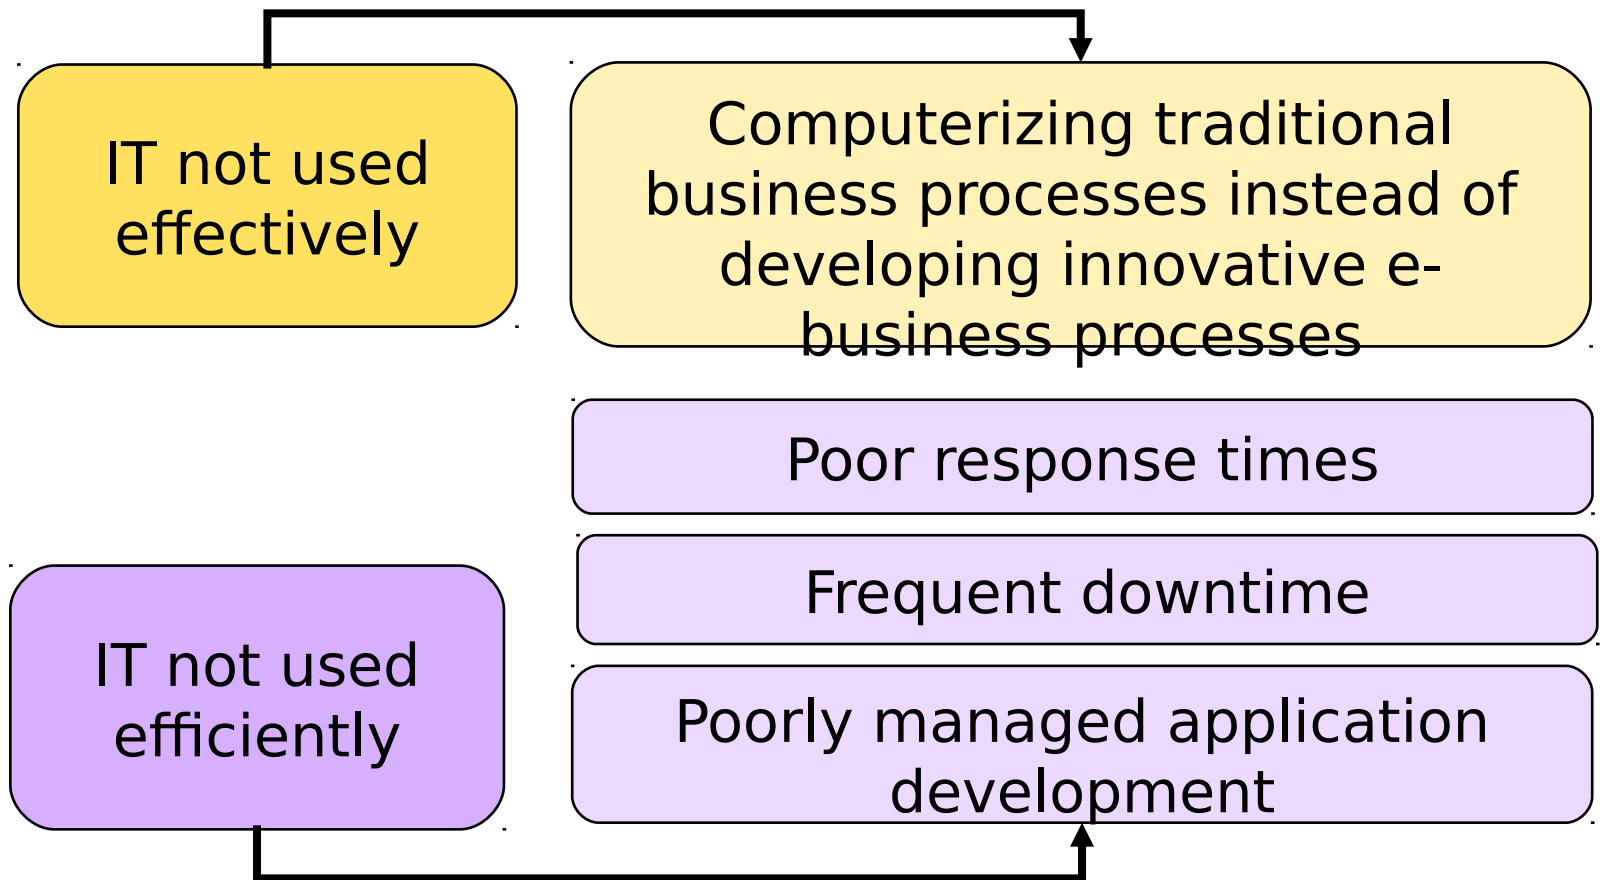 IT not used
effectively
Computerizing traditional
business processes instead of
developing innovative e-
business processes
Poor response times
Frequent downtime
IT not used
efficiently
Poorly managed application
development